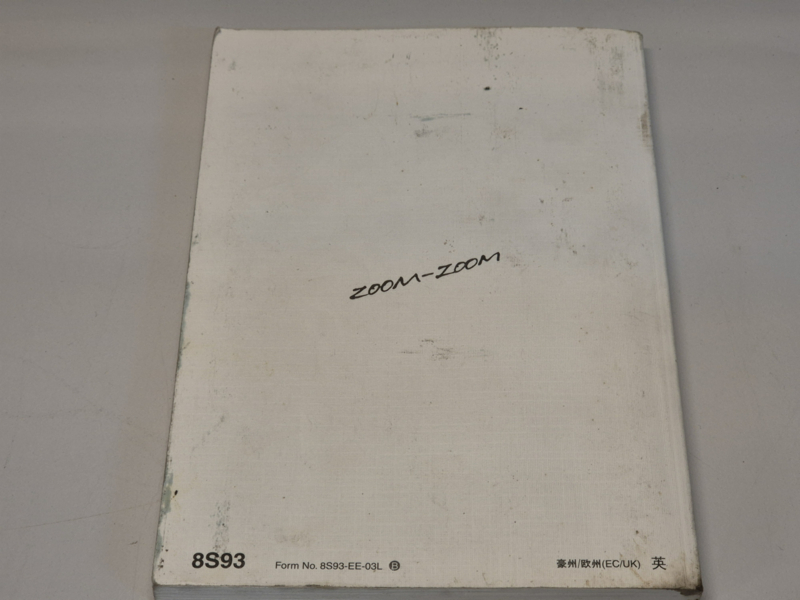 ZOOM-ZOOM
8S93 Form No. 8S93-EE-03L Ⓑ 豪州/欧州(EC/UK) 英